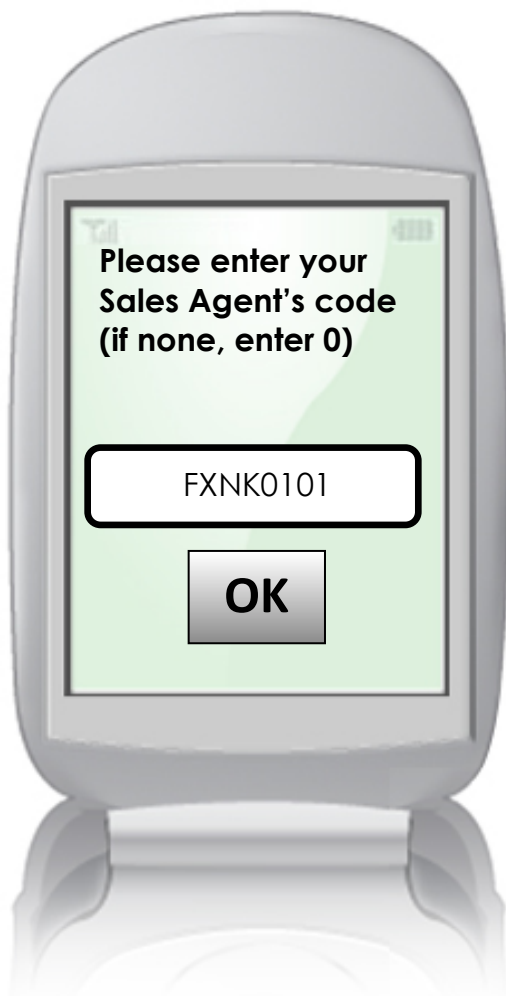 Please enter your
Sales Agent’s code
(if none, enter 0)
FXNK0101
OK